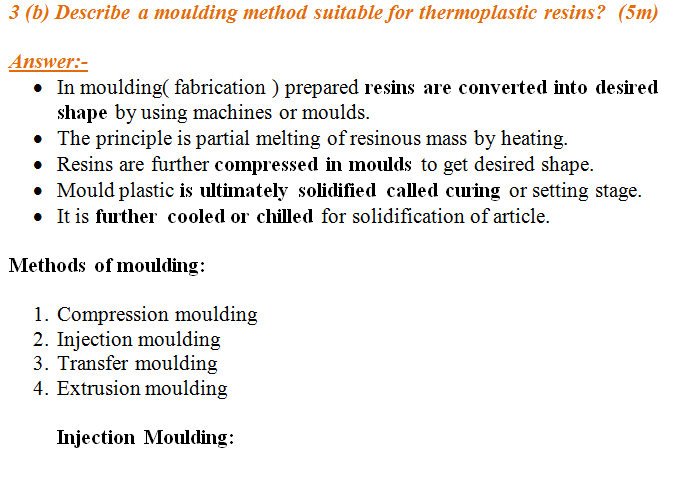 3 (b) Describe a moulding method suitable for thermoplastic resins? (5m)
Answer:-
• In moulding( fabrication ) prepared resins are converted into desired
shape by using machines or moulds.
• The principle is partial melting of resinous mass by heating.
• Resins are further compressed in moulds to get desired shape.
• Mould plastic is ultimately solidified called curing or setting stage.
• It is further cooled or chilled for solidification of article.
Methods of moulding:
1. Compression moulding
2. Injection moulding
3. Transfer moulding
4. Extrusion moulding
Injection Moulding: